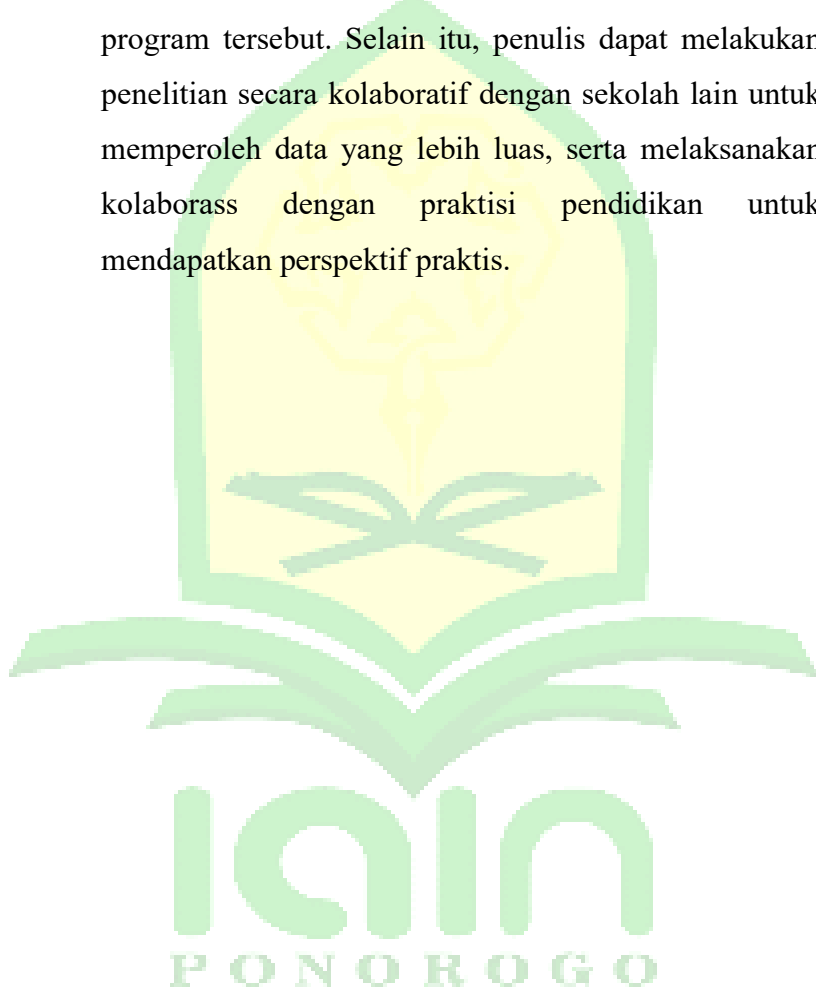 program tersebut. Selain itu, penulis dapat melakukan
penelitian secara kolaboratif dengan sekolah lain untuk
memperoleh data yang lebih luas, serta melaksanakan
kolaborass dengan praktisi pendidikan untuk
mendapatkan perspektif praktis.
iain
PONOROGO